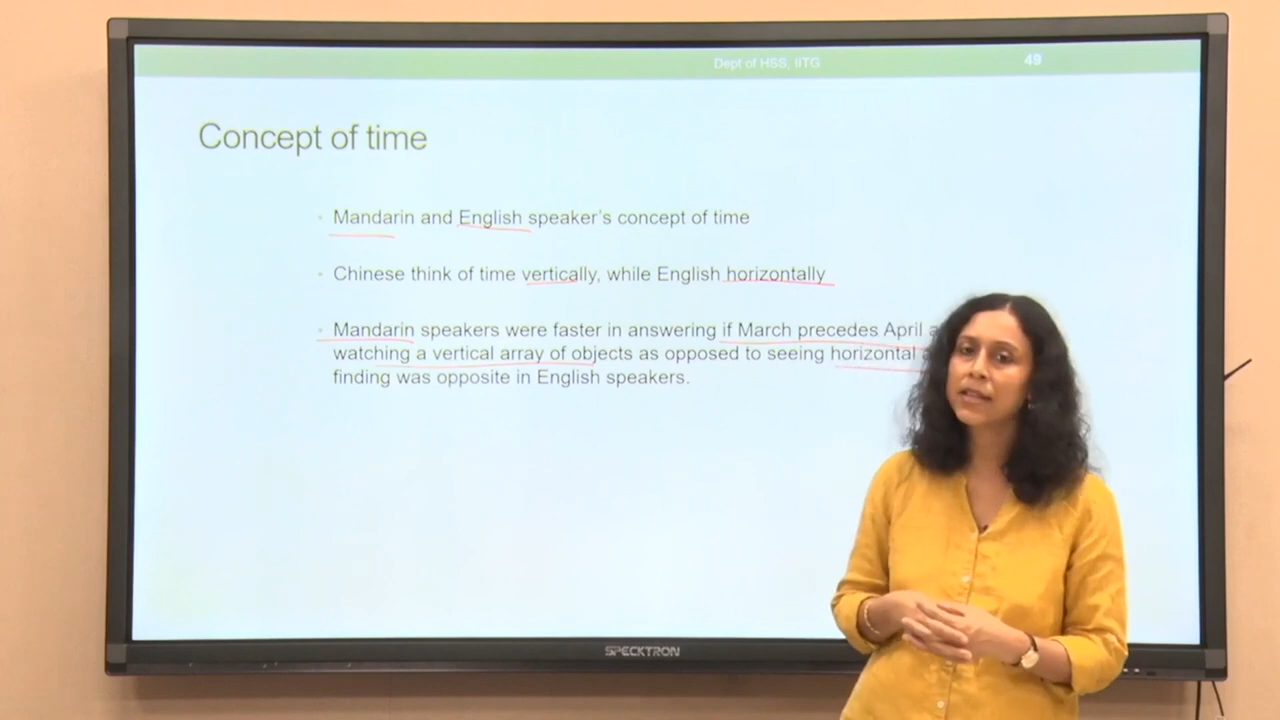 Dept of HSS, IITG
49
Concept of time
Mandarin and English speaker's concept of time
Chinese think of time vertically, while English horizontally
Mandarin speakers were faster in answering if March precedes April
watching a vertical array of objects as opposed to seeing horizontal
finding was opposite in English speakers.
SPECKTRON